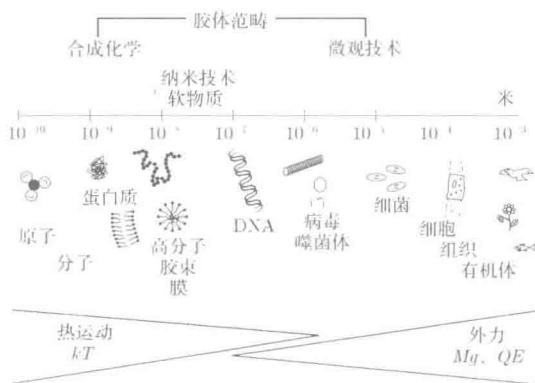 胶体范畴
合成化学 微观技术
纳米技术
软物质
米
10⁻¹⁰ 10⁻⁹ 10⁻⁸ 10⁻⁷ 10⁻⁶ 10⁻⁵ 10⁻⁴ 10⁻³
蛋白质
原子
分子
高分子
胶束
膜
DNA
病毒
噬菌体
细菌
细胞
组织
有机体
热运动
kT
外力
Mg、QE